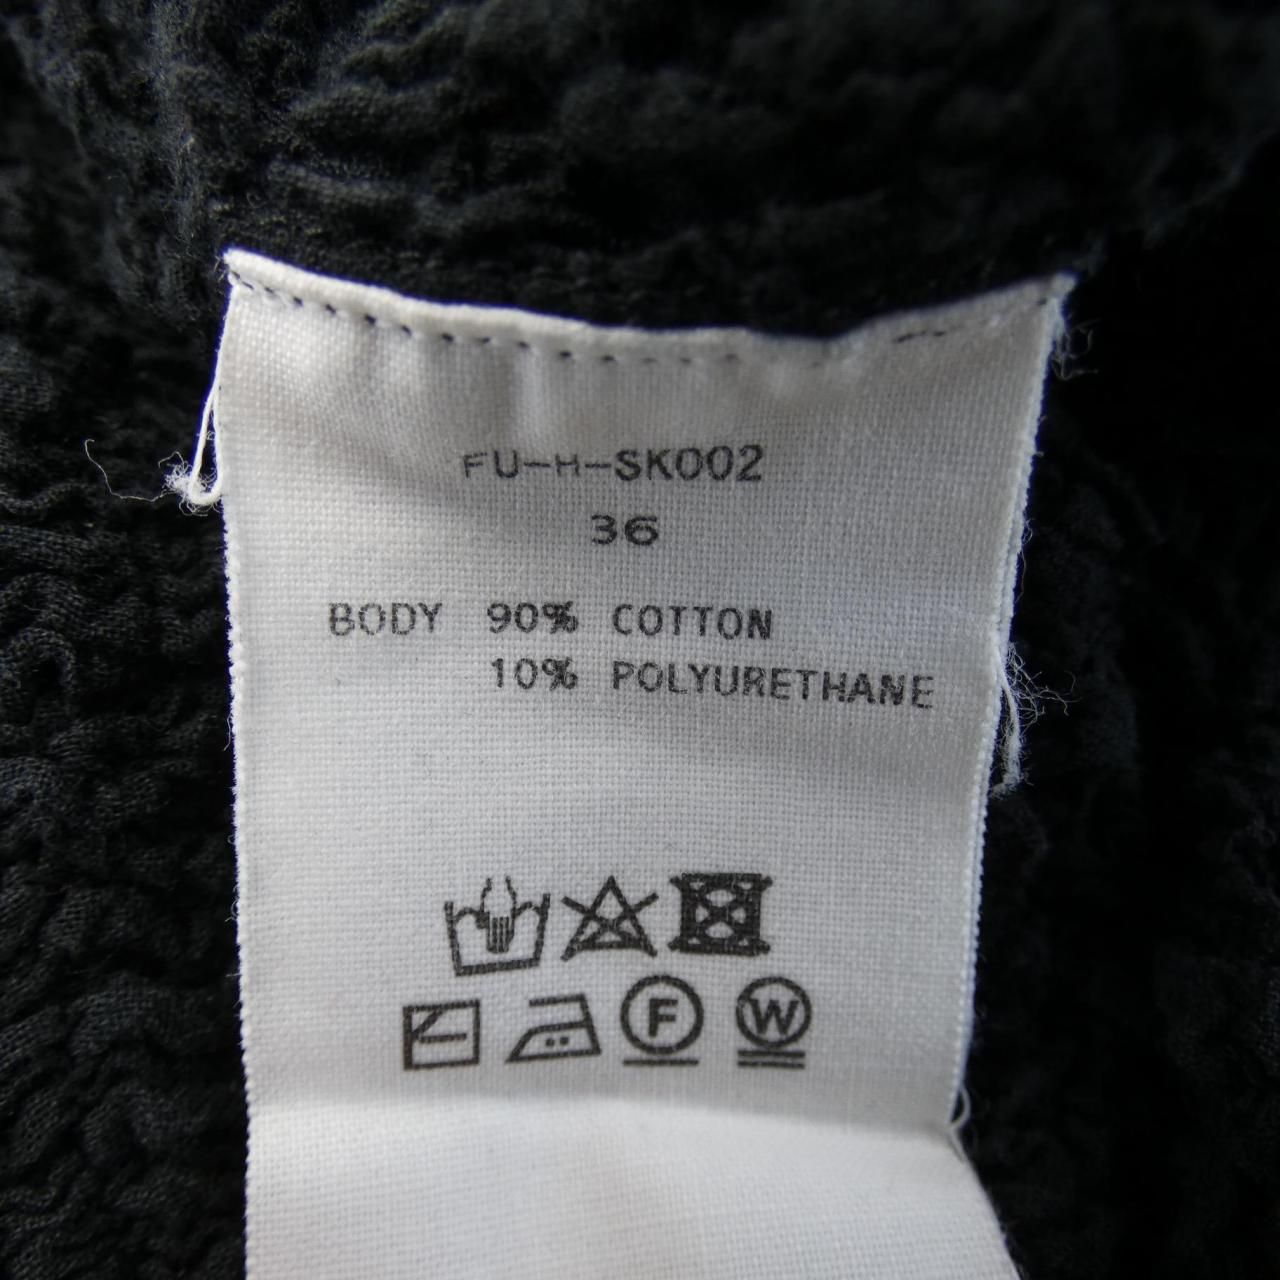 FU-H-SK002
36
BODY 90% COTTON
10% POLYURETHANE
F W